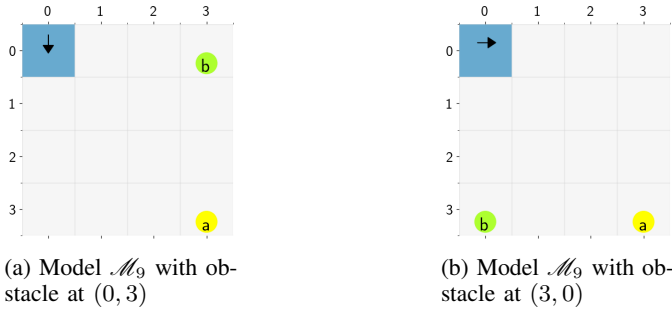 0 1 2 3
0
b
1
2
3
a
(a) Model ℳ₉ with ob-
stacle at (0, 3)
0 1 2 3
0
1
2
3
b a
(b) Model ℳ₉ with ob-
stacle at (3, 0)